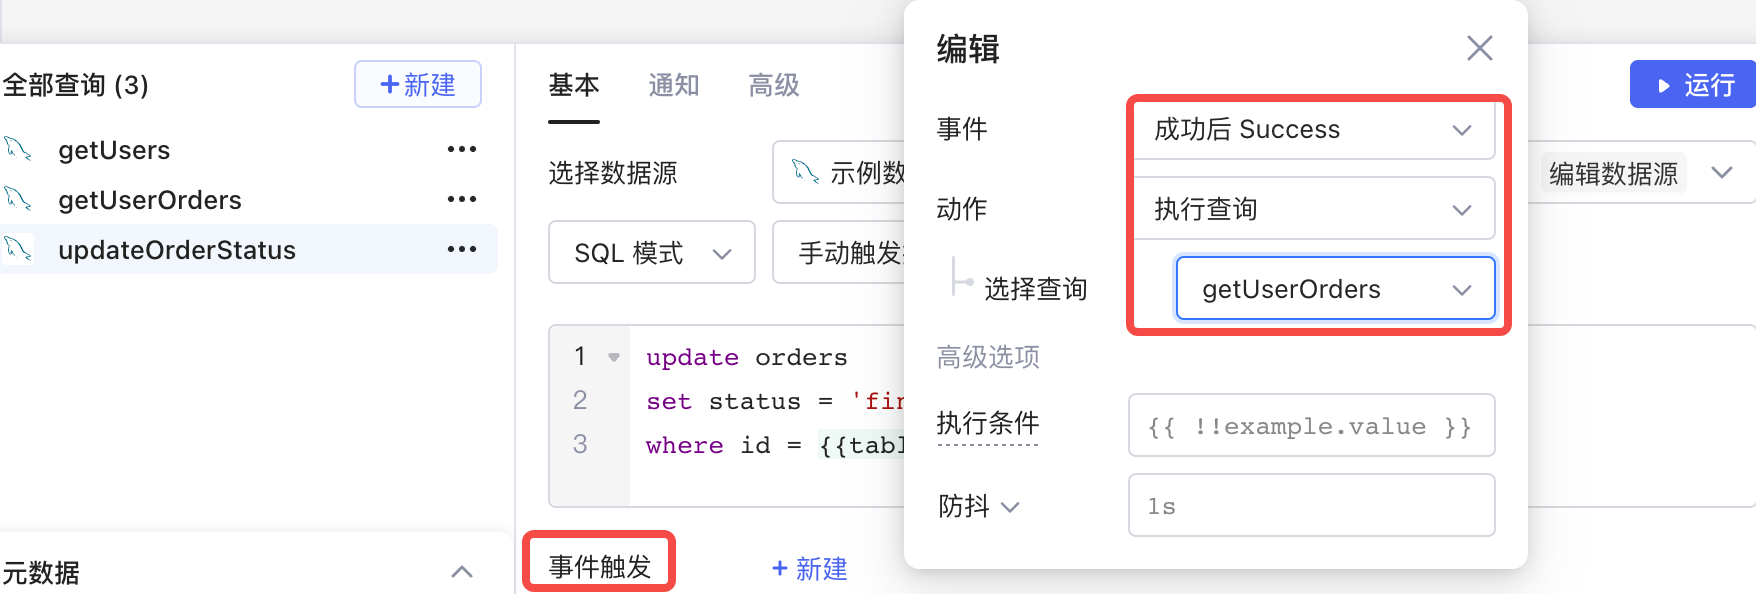 全部查询 (3)
+新建
getUsers
getUserOrders
updateOrderStatus
元数据
基本 通知 高级
运行
选择数据源
示例数
编辑数据源
SQL 模式
手动触发
1 update orders
2 set status = 'fin
3 where id = {{tabl
事件触发
+ 新建
编辑
事件 成功后 Success
动作 执行查询
选择查询 getUserOrders
高级选项
执行条件 {{ !!example.value }}
防抖 1s